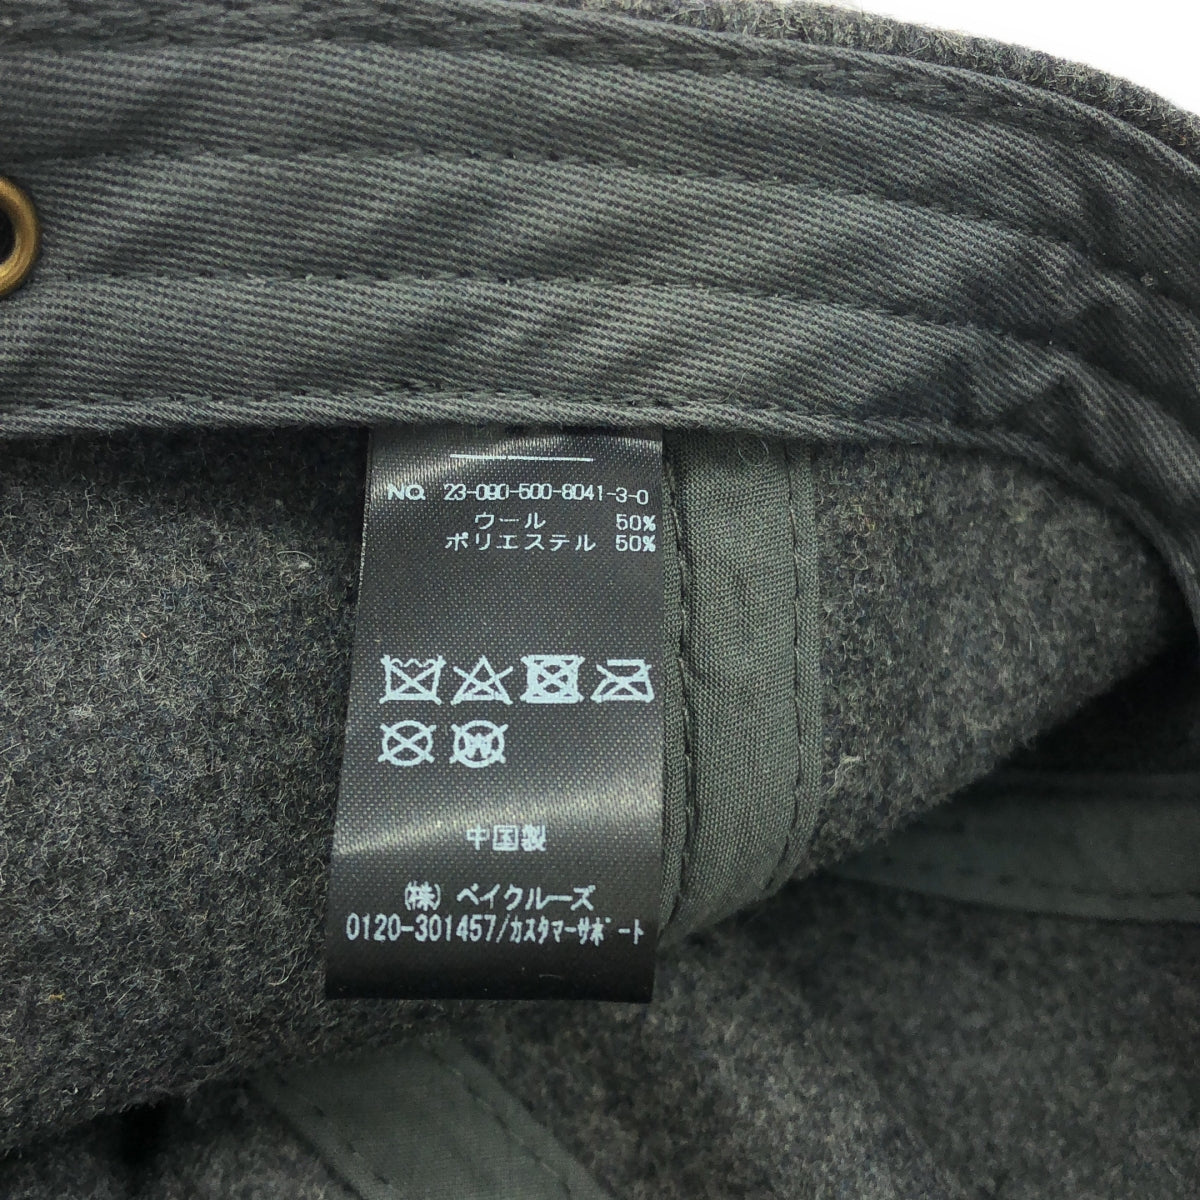 NO. 23-090-500-8041-3-0
ウール 50%
ポリエステル 50%
W
中国製
(株) ベイクルーズ
0120-301457/カスタマーサポート